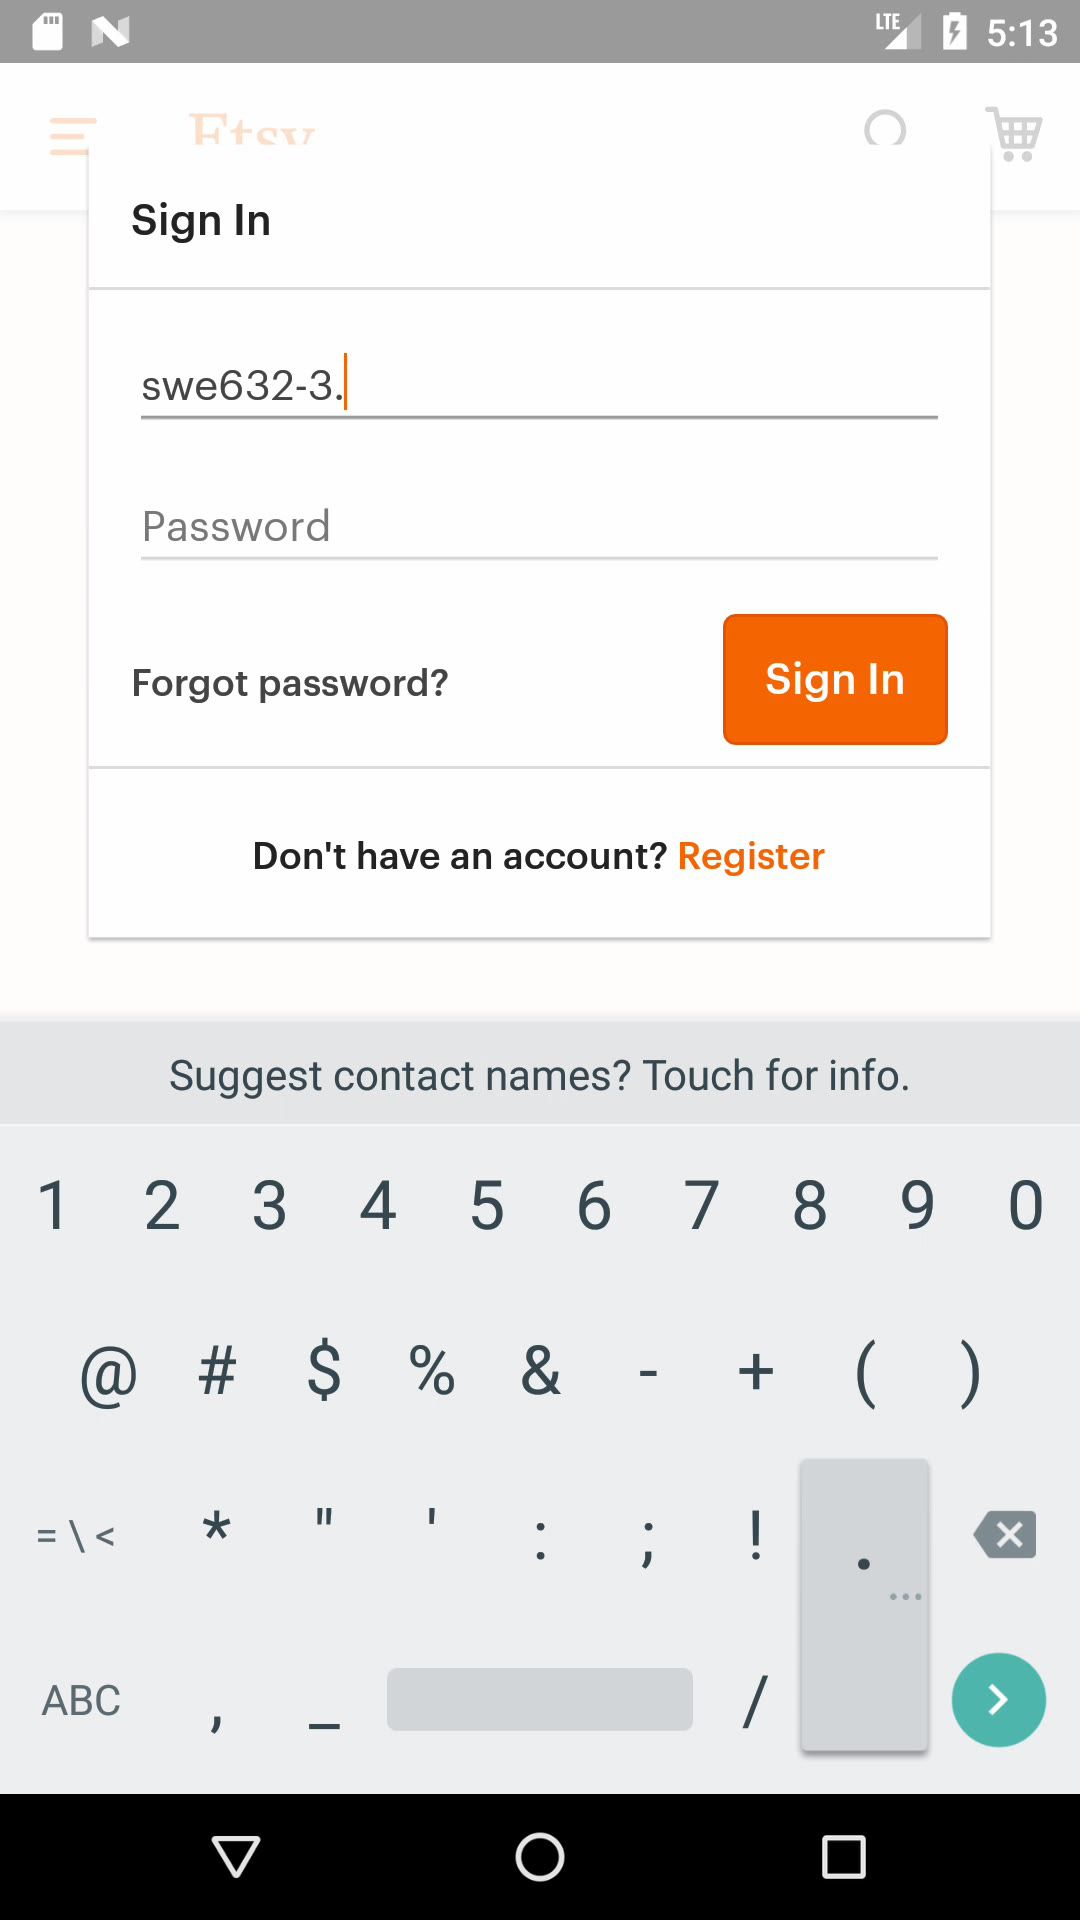 LTE 5:13
Etsy
Sign In
swe632-3.
Password
Forgot password?
Sign In
Don't have an account? Register
Suggest contact names? Touch for info.
1 2 3 4 5 6 7 8 9 0
@ # $ % & - + ( )
= \ < * " ' : ; ! . ...
ABC , _ /